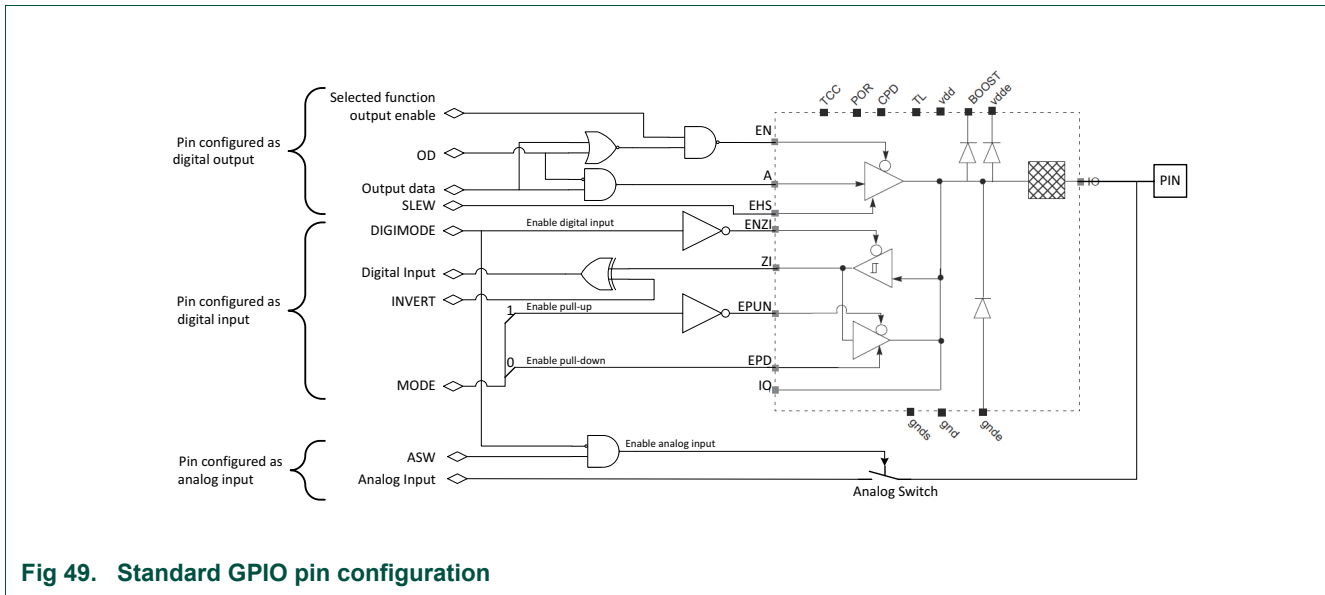 TCC
POR
CPD
TL
vdd
BOOST
vdde
Selected function
output enable
EN
Pin configured as
digital output
OD
A
IO
PIN
Output data
SLEW
EHS
DIGIMODE
Enable digital input
ENZI
Digital Input
ZI
Pin configured as
digital input
INVERT
1
Enable pull-up
EPUN
0
Enable pull-down
EPD
MODE
IO
gnds
gnd
gnde
Enable analog input
Pin configured as
analog input
ASW
Analog Input
Analog Switch
Fig 49. Standard GPIO pin configuration